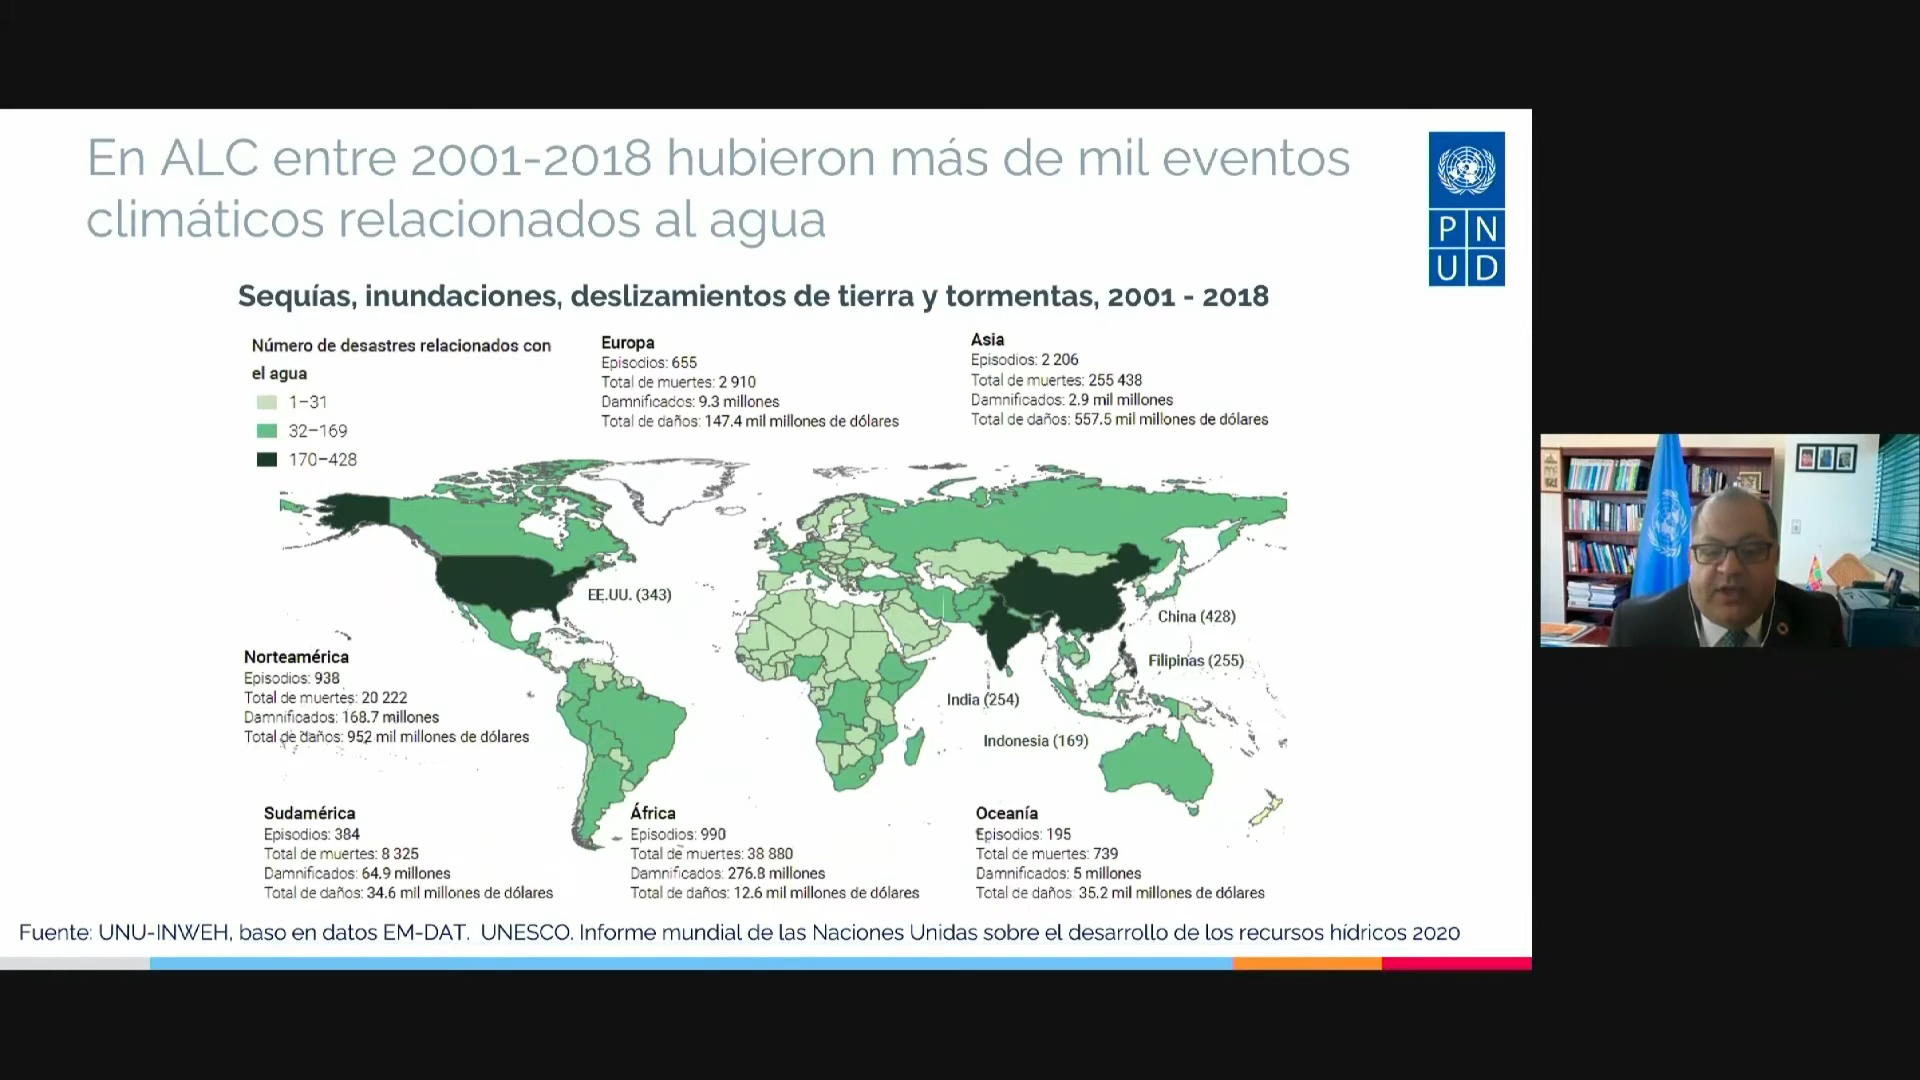 En ALC entre 2001-2018 hubieron más de mil eventos
climáticos relacionados al agua
P N
U D
Sequías, inundaciones, deslizamientos de tierra y tormentas, 2001 - 2018
Número de desastres relacionados con
el agua
1–31
32–169
170–428
Europa
Episodios: 655
Total de muertes: 2 910
Damnificados: 9.3 millones
Total de daños: 147.4 mil millones de dólares
Asia
Episodios: 2 206
Total de muertes: 255 438
Damnificados: 2.9 mil millones
Total de daños: 557.5 mil millones de dólares
EE.UU. (343)
China (428)
Filipinas (255)
India (254)
Indonesia (169)
Norteamérica
Episodios: 938
Total de muertes: 20 222
Damnificados: 168.7 millones
Total de daños: 952 mil millones de dólares
Sudamérica
Episodios: 384
Total de muertes: 8 325
Damnificados: 64.9 millones
Total de daños: 34.6 mil millones de dólares
África
Episodios: 990
Total de muertes: 38 880
Damnificados: 276.8 millones
Total de daños: 12.6 mil millones de dólares
Oceanía
Episodios: 195
Total de muertes: 739
Damnificados: 5 millones
Total de daños: 35.2 mil millones de dólares
Fuente: UNU-INWEH, baso en datos EM-DAT. UNESCO. Informe mundial de las Naciones Unidas sobre el desarrollo de los recursos hídricos 2020